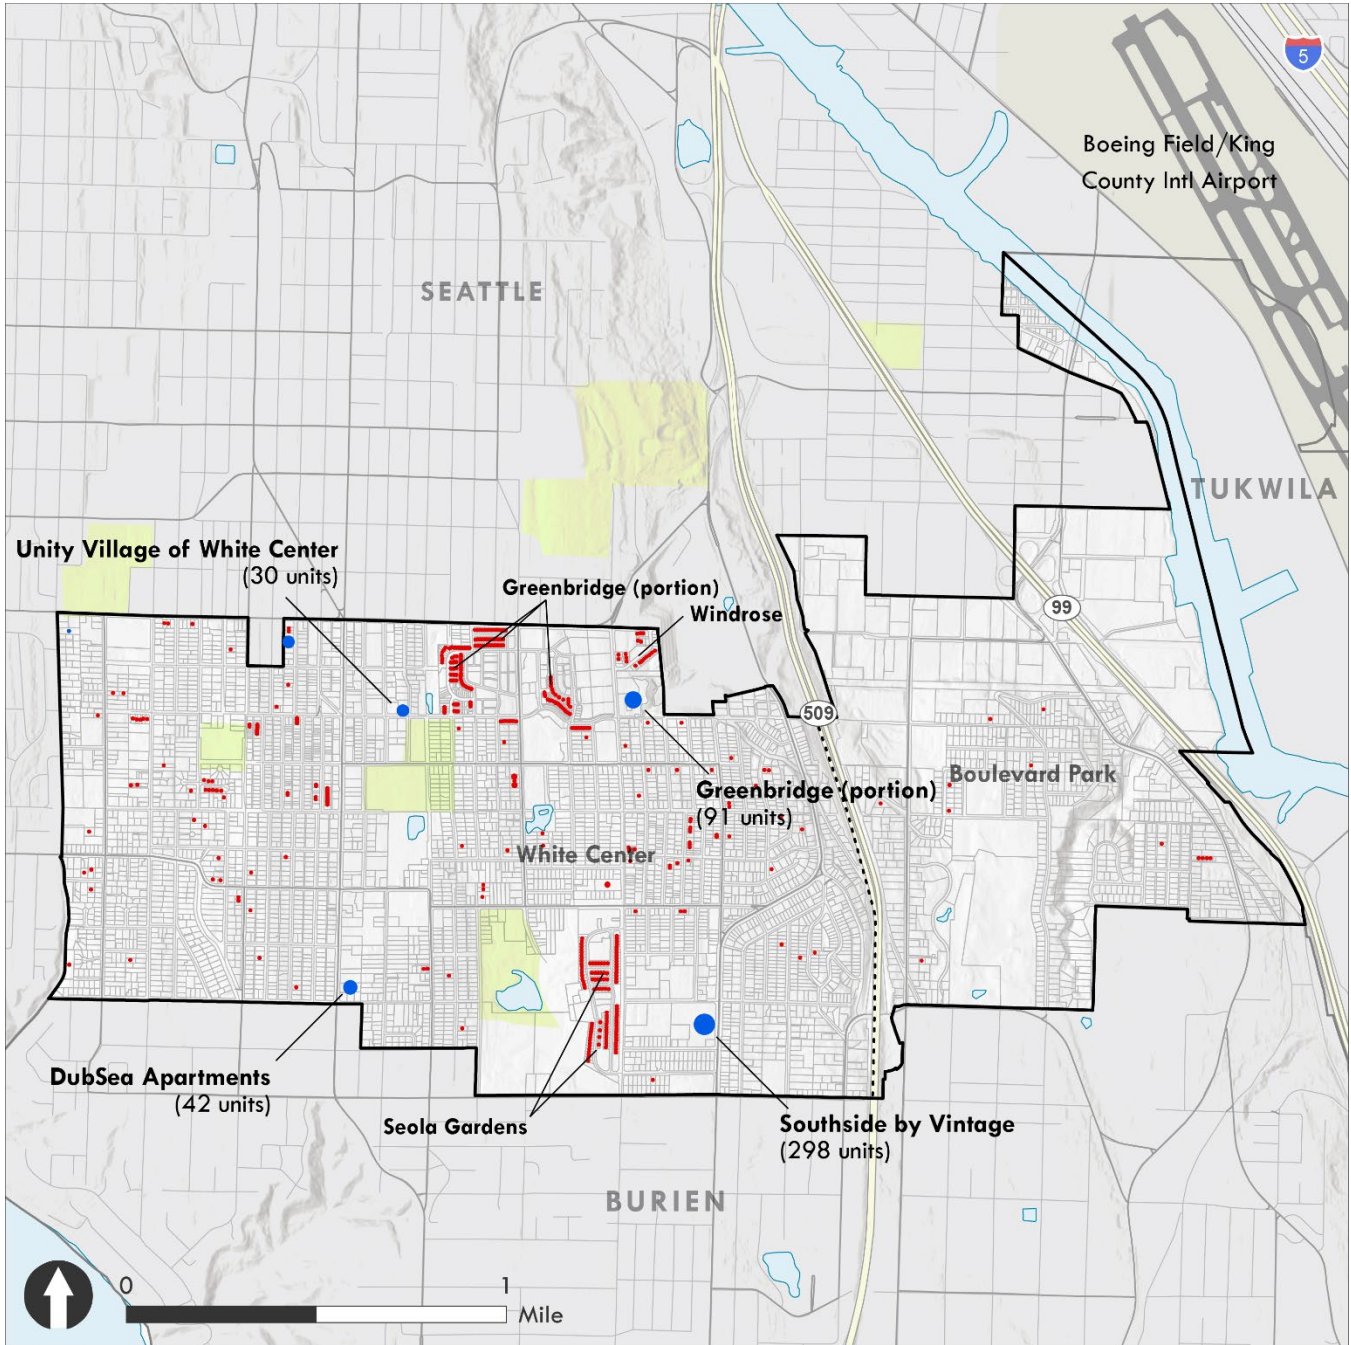 5
Boeing Field/King
County Intl Airport
SEATTLE
TUKWILA
Unity Village of White Center
(30 units)
Greenbridge (portion)
Windrose
99
509
Boulevard Park
Greenbridge (portion)
(91 units)
White Center
DubSea Apartments
(42 units)
Seola Gardens
Southside by Vintage
(298 units)
BURIEN
0 1
Mile